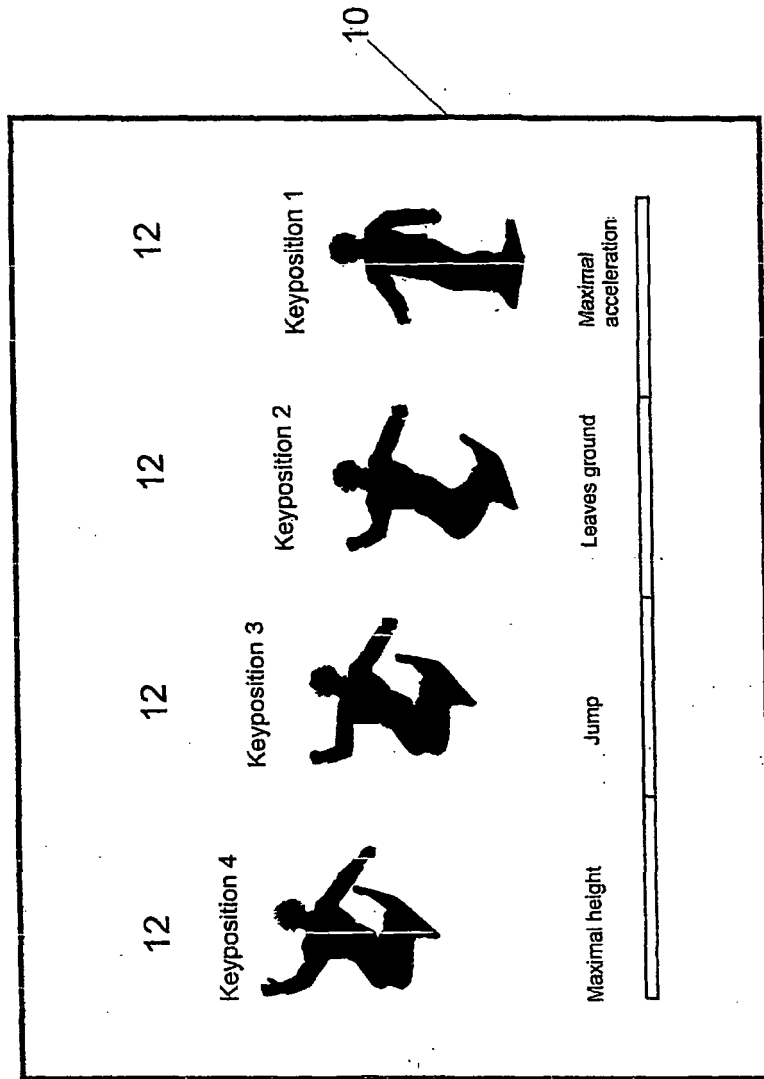 10
12
12
12
12
Keyposition 4
Keyposition 3
Keyposition 2
Keyposition 1
Maximal height
Jump
Leaves ground
Maximal
acceleration